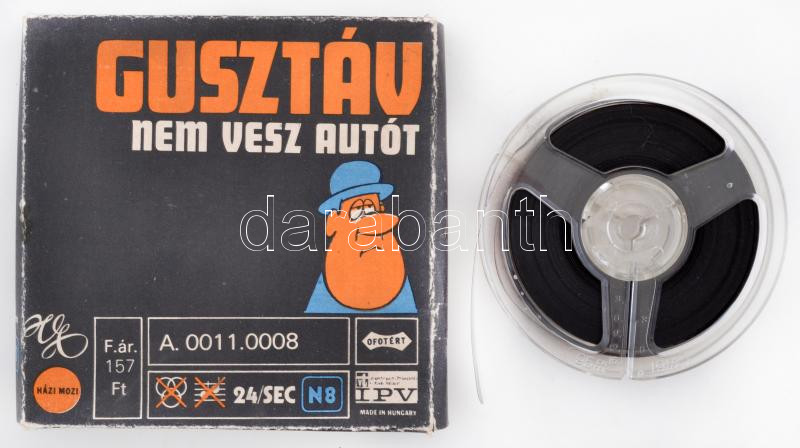 GUSZTÁV
NEM VESZ AUTÓT
darabanth
F.ár.
157
Ft
A. 0011.0008
OFOTÉRT
HÁZI MOZI
24/SEC
N8
IPV
MADE IN HUNGARY